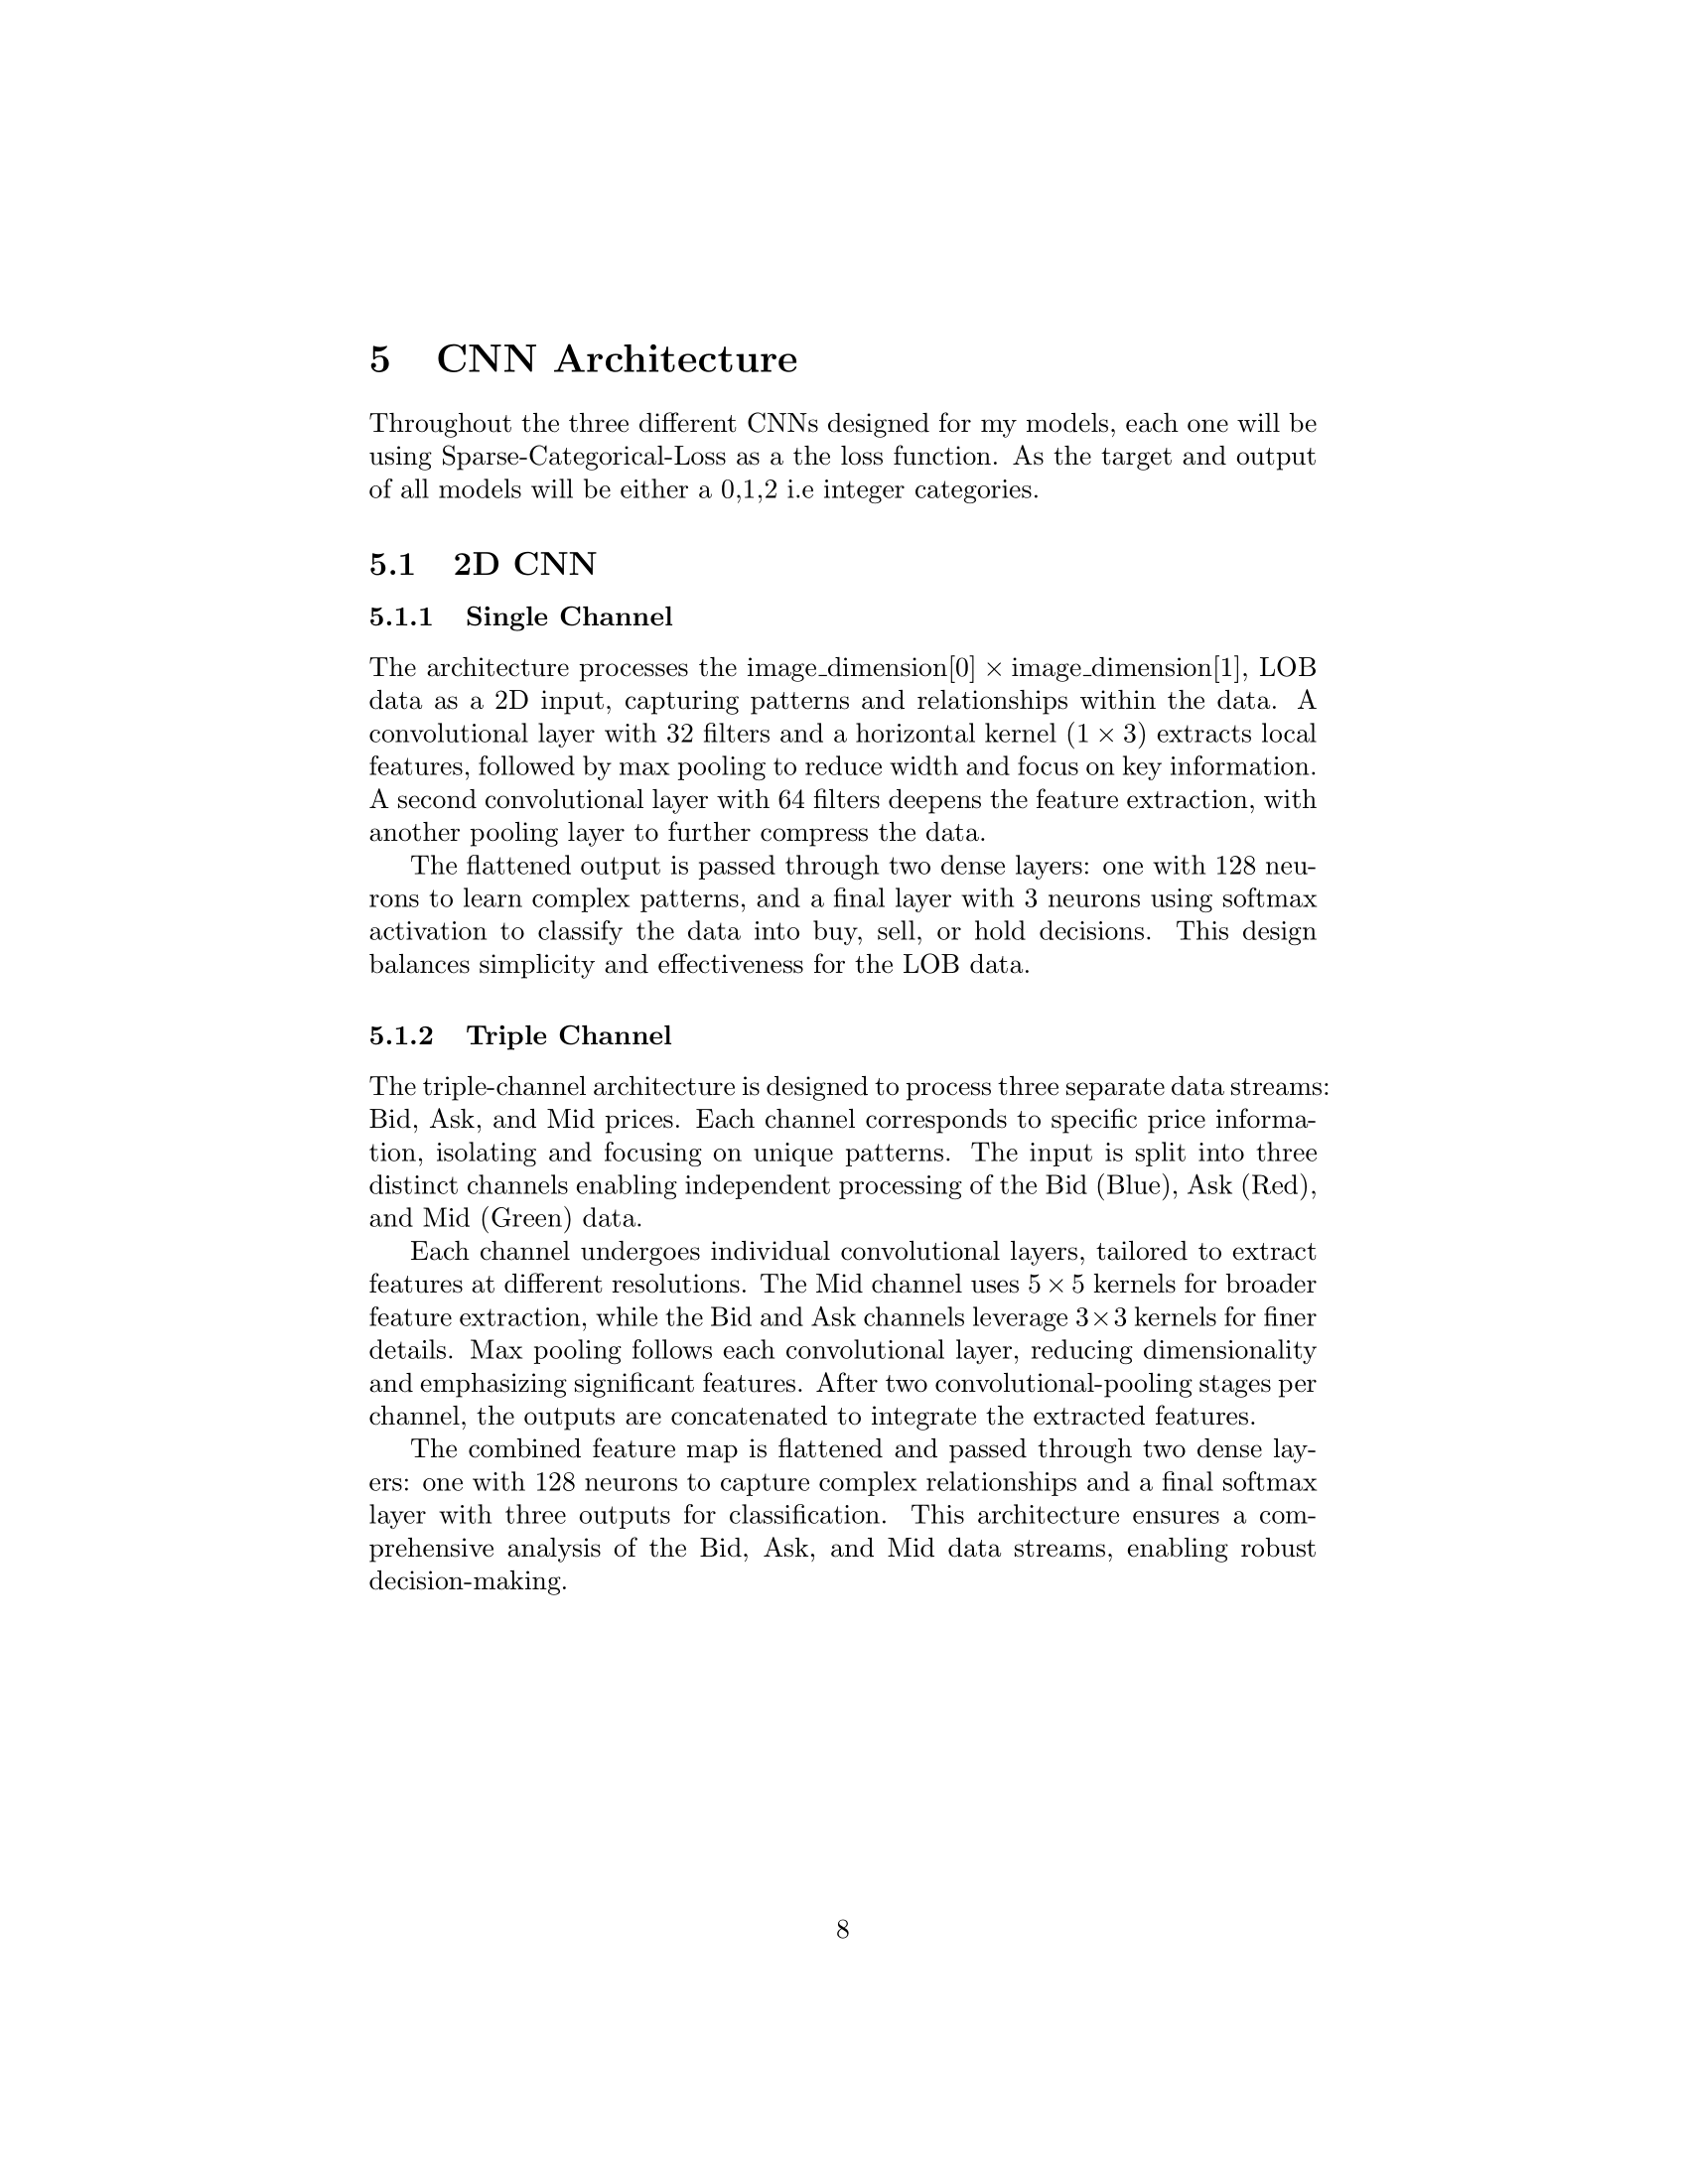 5 CNN Architecture
Throughout the three different CNNs designed for my models, each one will be
using Sparse-Categorical-Loss as a the loss function. As the target and output
of all models will be either a 0,1,2 i.e integer categories.
5.1 2D CNN
5.1.1 Single Channel
The architecture processes the image_dimension[0] × image_dimension[1], LOB
data as a 2D input, capturing patterns and relationships within the data. A
convolutional layer with 32 filters and a horizontal kernel (1 × 3) extracts local
features, followed by max pooling to reduce width and focus on key information.
A second convolutional layer with 64 filters deepens the feature extraction, with
another pooling layer to further compress the data.
The flattened output is passed through two dense layers: one with 128 neu-
rons to learn complex patterns, and a final layer with 3 neurons using softmax
activation to classify the data into buy, sell, or hold decisions. This design
balances simplicity and effectiveness for the LOB data.
5.1.2 Triple Channel
The triple-channel architecture is designed to process three separate data streams:
Bid, Ask, and Mid prices. Each channel corresponds to specific price informa-
tion, isolating and focusing on unique patterns. The input is split into three
distinct channels enabling independent processing of the Bid (Blue), Ask (Red),
and Mid (Green) data.
Each channel undergoes individual convolutional layers, tailored to extract
features at different resolutions. The Mid channel uses 5 × 5 kernels for broader
feature extraction, while the Bid and Ask channels leverage 3×3 kernels for finer
details. Max pooling follows each convolutional layer, reducing dimensionality
and emphasizing significant features. After two convolutional-pooling stages per
channel, the outputs are concatenated to integrate the extracted features.
The combined feature map is flattened and passed through two dense lay-
ers: one with 128 neurons to capture complex relationships and a final softmax
layer with three outputs for classification. This architecture ensures a com-
prehensive analysis of the Bid, Ask, and Mid data streams, enabling robust
decision-making.
8